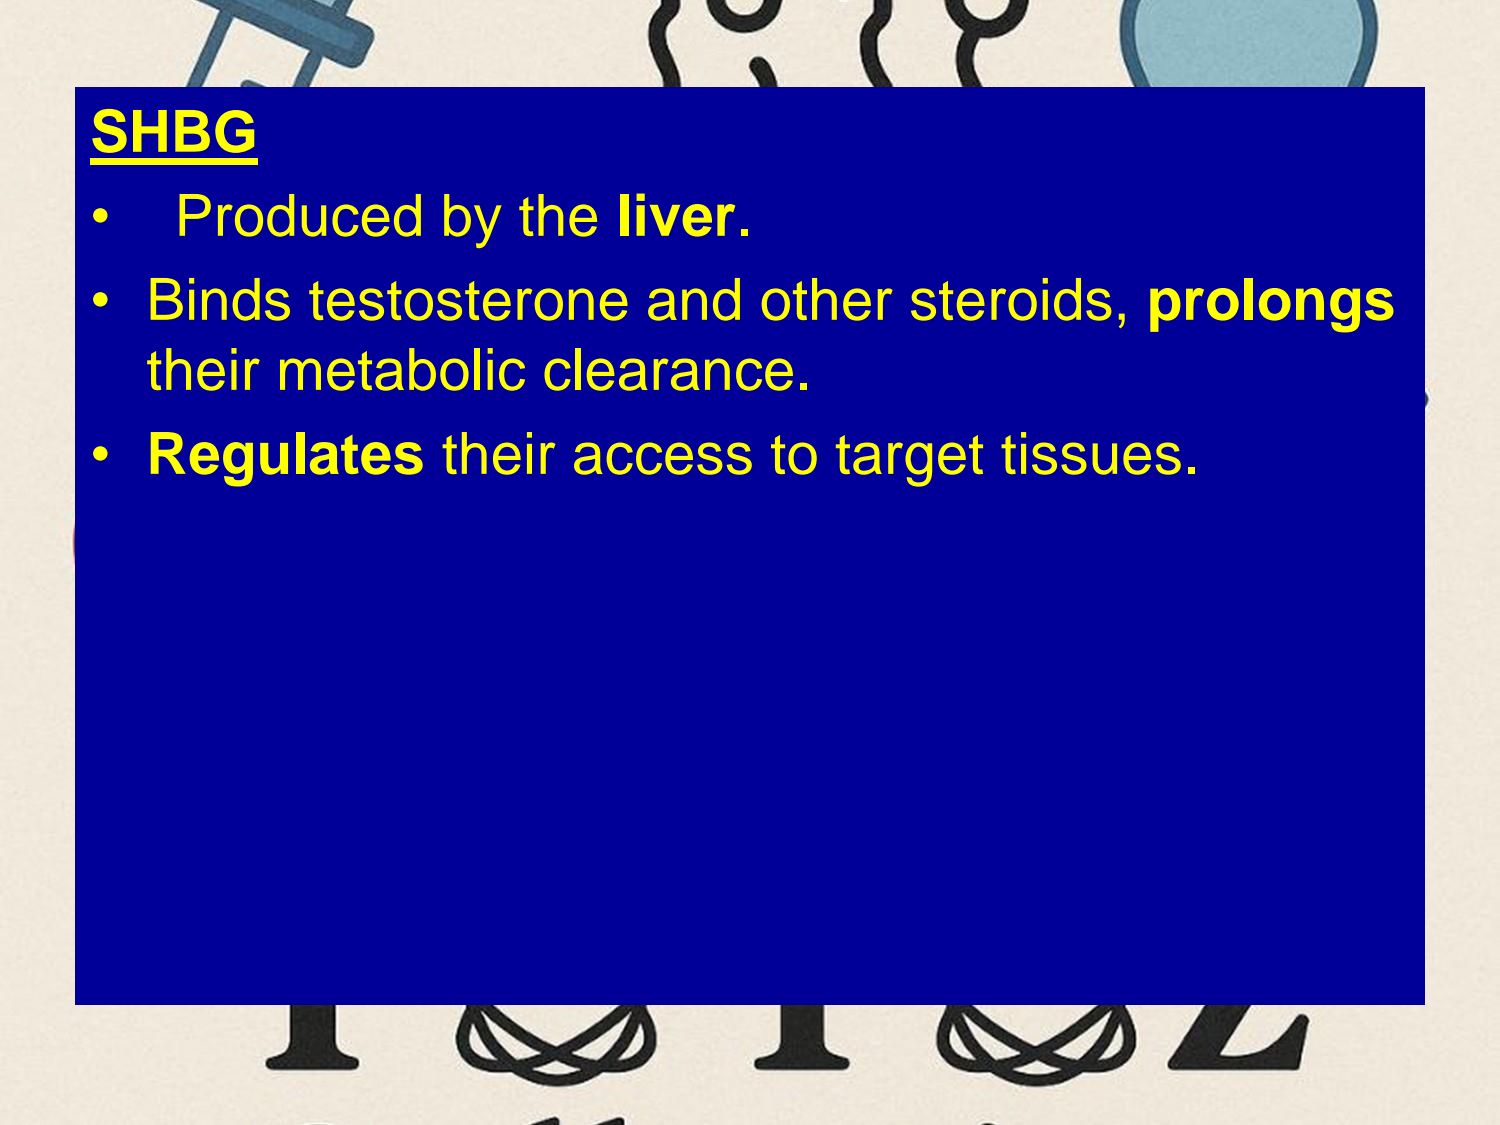 SHBG
• Produced by the liver.
• Binds testosterone and other steroids, prolongs
their metabolic clearance.
• Regulates their access to target tissues.